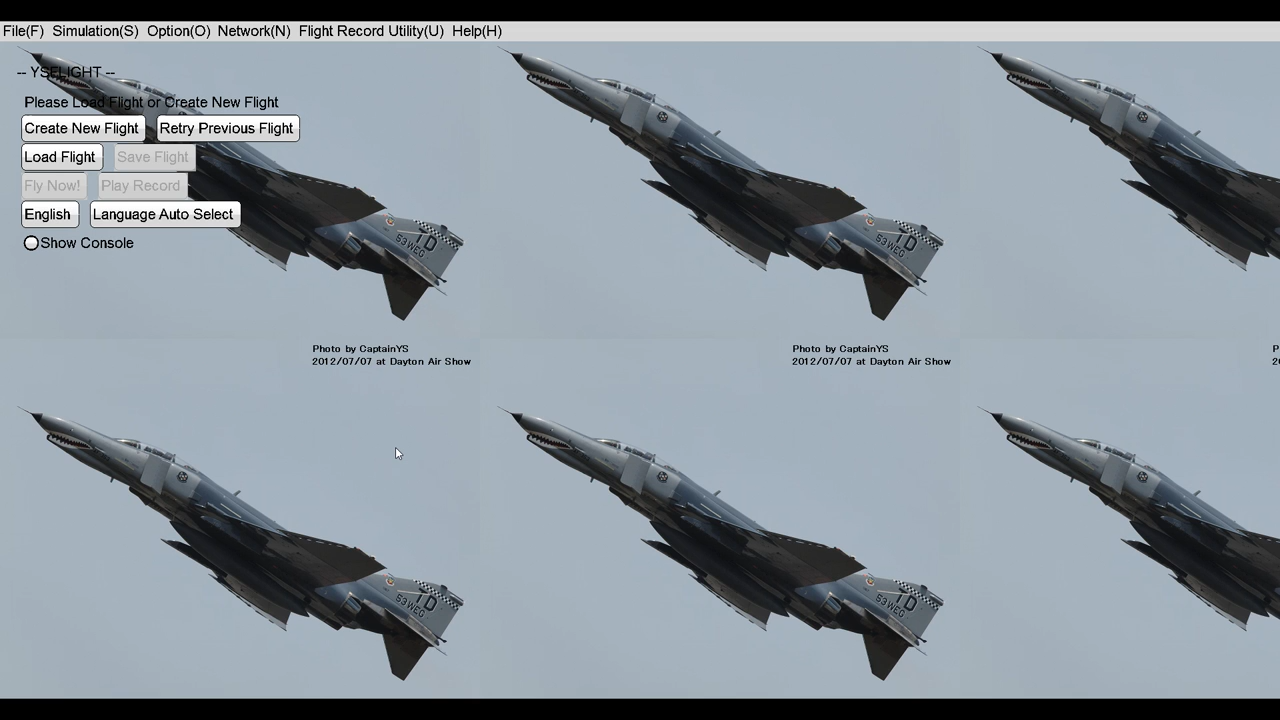 File(F) Simulation(S) Option(O) Network(N) Flight Record Utility(U) Help(H)
-- YSFLIGHT --
Please Load Flight or Create New Flight
Create New Flight Retry Previous Flight
Load Flight Save Flight
Fly Now! Play Record
English Language Auto Select
Show Console
TD
53WEG
TD
53WEG
Photo by CaptainYS
2012/07/07 at Dayton Air Show
Photo by CaptainYS
2012/07/07 at Dayton Air Show
P
2
TD
53WEG
TD
53WEG